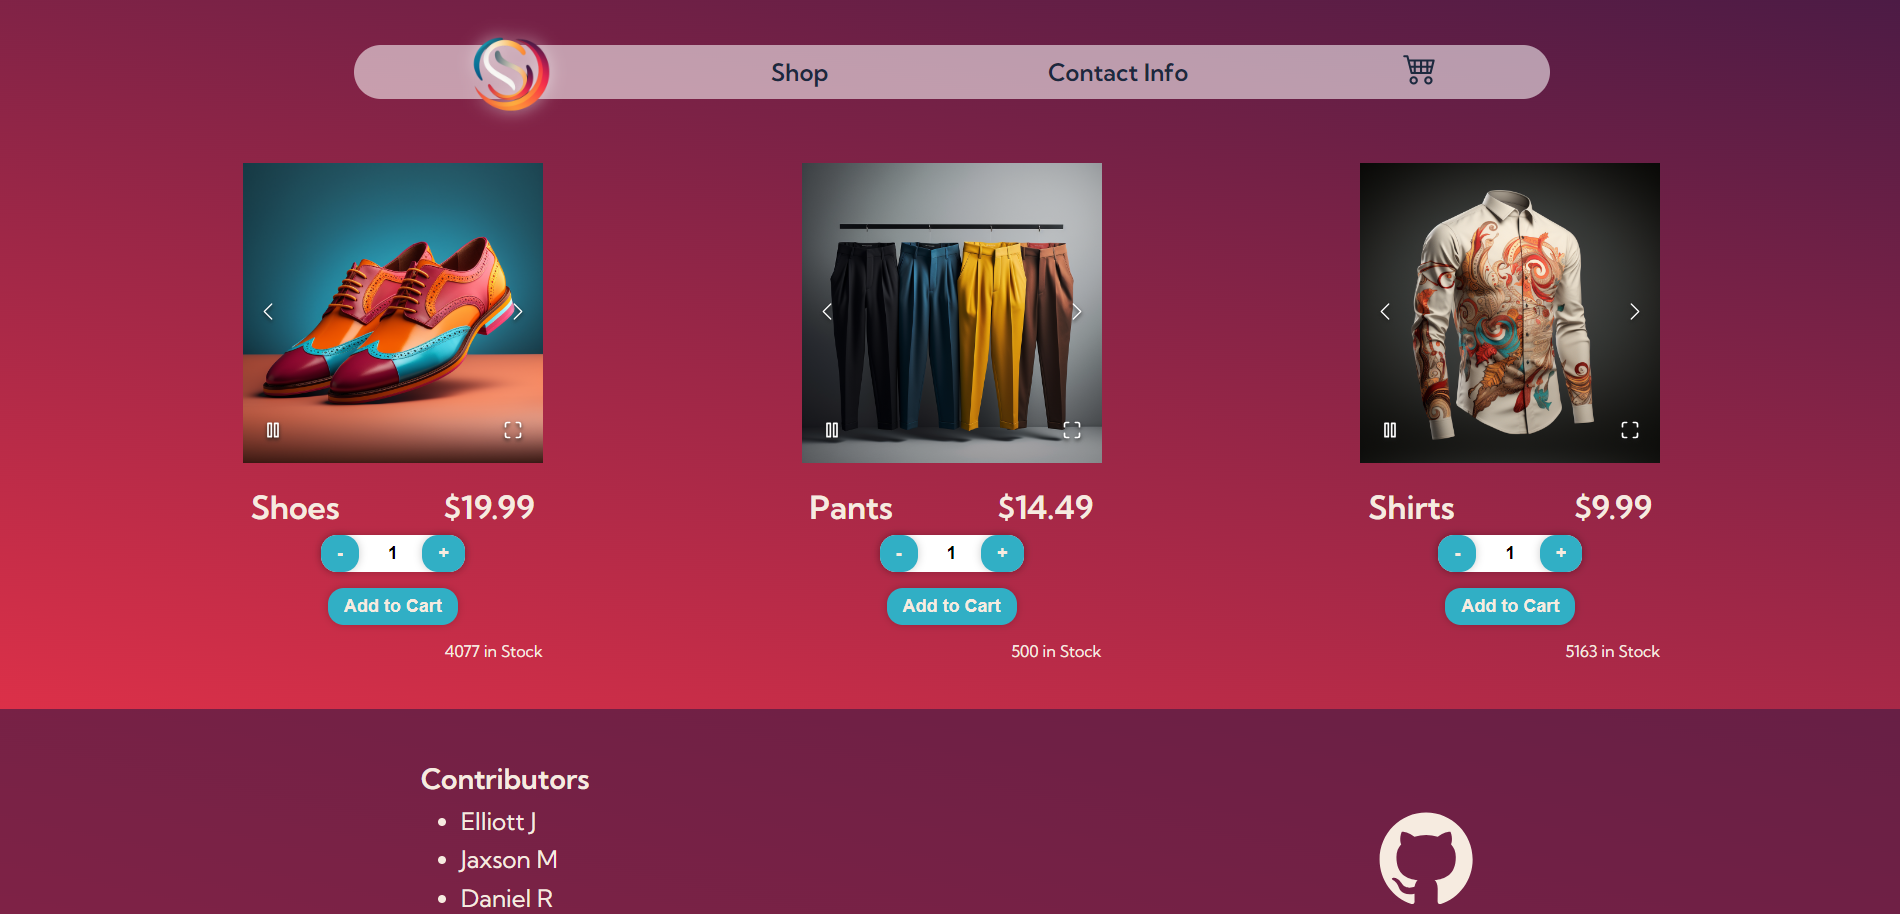 Shop
Contact Info
Shoes $19.99
- 1 +
Add to Cart
4077 in Stock
Pants $14.49
- 1 +
Add to Cart
500 in Stock
Shirts $9.99
- 1 +
Add to Cart
5163 in Stock
Contributors
• Elliott J
• Jaxson M
• Daniel R